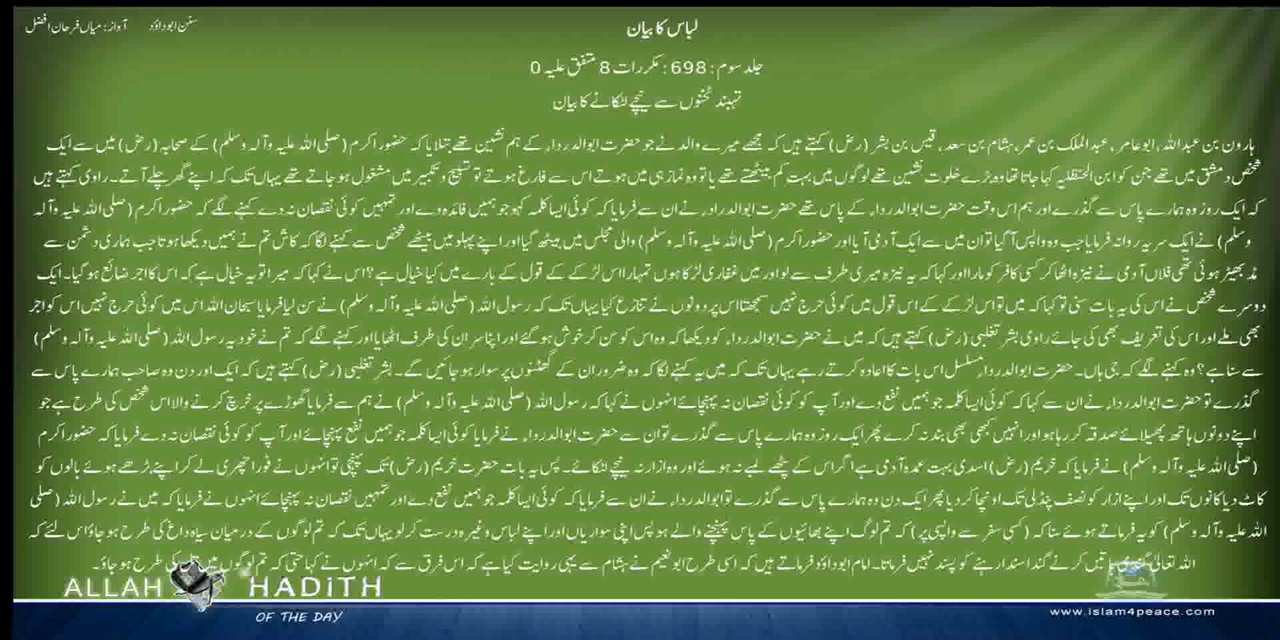 سنن ابوداؤد    آواز: میاں فرحان افضل
لباس کا بیان
جلد سوم : 698 : مکررات 8 متفق علیہ 0
تہبند ٹخنوں سے نیچے لٹکانے کا بیان
ہارون بن عبداللہ، ابوعامر، عبدالملک بن عمر، ہشام بن سعد، قیس بن بشر (رض) کہتے ہیں کہ مجھے میرے والد نے جو حضرت ابوالدرداء کے ہم نشین تھے بتلایا کہ حضور اکرم (صلی اللہ علیہ وآلہ وسلم) کے صحابہ (رض) میں سے ایک
شخص دمشق میں تھے جن کو ابن الحنظلیہ کہا جاتا تھا وہ بڑے خلوت نشین تھے لوگوں میں بہت کم بیٹھتے تھے یا تو وہ نماز ہی میں ہوتے اس سے فارغ ہوتے تو تسبیح و تکبیر میں مشغول ہو جاتے تھے یہاں تک کہ اپنے گھر چلے آتے۔ راوی کہتے ہیں
کہ ایک روز وہ ہمارے پاس سے گذرے اور ہم اس وقت حضرت ابوالدرداء کے پاس تھے حضرت ابوالدرداء نے ان سے فرمایا کہ کوئی ایسا کلمہ کہو جو ہمیں فائدہ دے اور تمہیں کوئی نقصان نہ دے کہنے لگے کہ حضور اکرم (صلی اللہ علیہ وآلہ
وسلم) نے ایک سریہ روانہ فرمایا جب وہ واپس آ گیا تو ان میں سے ایک آدمی آیا اور حضور اکرم (صلی اللہ علیہ وآلہ وسلم) والی مجلس میں بیٹھ گیا اور اپنے پہلو میں بیٹھے شخص سے کہنے لگا کہ کاش تم نے ہمیں دیکھا ہوتا جب ہماری دشمن سے
مڈبھیڑ ہوئی تھی فلاں آدمی نے نیزہ اٹھا کر کسی کافر کو مارا اور کہا کہ یہ نیزہ میری طرف سے لو اور میں غفاری لڑکا ہوں تمہارا اس لڑکے کے قول کے بارے میں کیا خیال ہے؟ اس نے کہا کہ میرا تو یہ خیال ہے کہ اس کا اجر ضائع ہو گیا۔ ایک
دوسرے شخص نے اس کی یہ بات سنی تو کہا کہ میں تو اس لڑکے کے اس قول میں کوئی حرج نہیں سمجھتا اس پر دونوں نے تنازع کیا یہاں تک کہ رسول اللہ (صلی اللہ علیہ وآلہ وسلم) نے سن لیا فرمایا سبحان اللہ اس میں کوئی حرج نہیں اس کو اجر
بھی ملے اور اس کی تعریف بھی کی جائے راوی بشر تغلبی (رض) کہتے ہیں کہ میں نے حضرت ابوالدرداء کو دیکھا کہ وہ اس کو سن کر خوش ہو گئے اور اپنا سر ان کی طرف اٹھایا اور کہنے لگے کہ تم نے خود یہ رسول اللہ (صلی اللہ علیہ وآلہ وسلم)
سے سنا ہے؟ وہ کہنے لگے کہ جی ہاں۔ حضرت ابوالدرداء مسلسل اس بات کا اعادہ کرتے رہے یہاں تک کہ میں یہ کہنے لگا کہ وہ ضرور ان کے گھٹنوں پر سوار ہو جائیں گے۔ بشر تغلبی (رض) کہتے ہیں کہ ایک اور دن وہ صاحب ہمارے پاس سے
گذرے تو حضرت ابوالدرداء نے ان سے کہا کہ کوئی ایسا کلمہ جو ہمیں نفع دے اور آپ کو کوئی نقصان نہ پہنچائے انہوں نے کہا کہ رسول اللہ (صلی اللہ علیہ وآلہ وسلم) نے ہم سے فرمایا گھوڑے پر خرچ کرنے والا اس شخص کی طرح ہے جو
اپنے دونوں ہاتھ پھیلائے صدقہ کر رہا ہو اور انہیں کبھی بھی بند نہ کرے پھر ایک روز وہ ہمارے پاس سے گذرے تو ان سے حضرت ابوالدرداء نے فرمایا کوئی ایسا کلمہ جو ہمیں نفع پہنچائے اور آپ کو کوئی نقصان نہ دے فرمایا کہ حضور اکرم
(صلی اللہ علیہ وآلہ وسلم) نے فرمایا کہ خریم (رض) اسدی بہت عمدہ آدمی ہے اگر اس کے پٹھے لمبے نہ ہوئے اور وہ ازار نہ نیچے لٹکائے۔ پس یہ بات حضرت خریم (رض) تک پہنچی تو انہوں نے فورا چھری لے کر اپنے بڑھے ہوئے بالوں کو
کاٹ دیا کانوں تک اور اپنے ازار کو نصف پنڈلی تک اونچا کر دیا پھر ایک دن وہ ہمارے پاس سے گذرے تو ابوالدرداء نے ان سے فرمایا کہ کوئی ایسا کلمہ جو ہمیں نفع دے اور تمہیں نقصان نہ پہنچائے انہوں نے فرمایا کہ میں نے رسول اللہ (صلی
اللہ علیہ وآلہ وسلم) کو یہ فرماتے ہوئے سنا کہ (کسی سفر سے واپسی پر) کہ تم لوگ اپنے بھائیوں کے پاس پہنچنے والے ہو پس اپنی سواریاں اور اپنے لباس وغیرہ درست کر لو یہاں تک کہ تم لوگوں کے درمیان سیاہ داغ کی طرح ہو جاؤ اس لئے کہ
اللہ تعالیٰ باتیں کرنے گندا سندا رہنے کو پسند نہیں فرماتا۔ امام ابوداؤد فرماتے ہیں کہ اسی طرح ابو نعیم نے ہشام سے یہی روایت کیا ہے کہ اس فرق سے کہ انہوں نے کہا حتی کہ تم لوگوں میں کی طرح ہو جاؤ۔
ALLAH HADITH
OF THE DAY
www.islam4peace.com